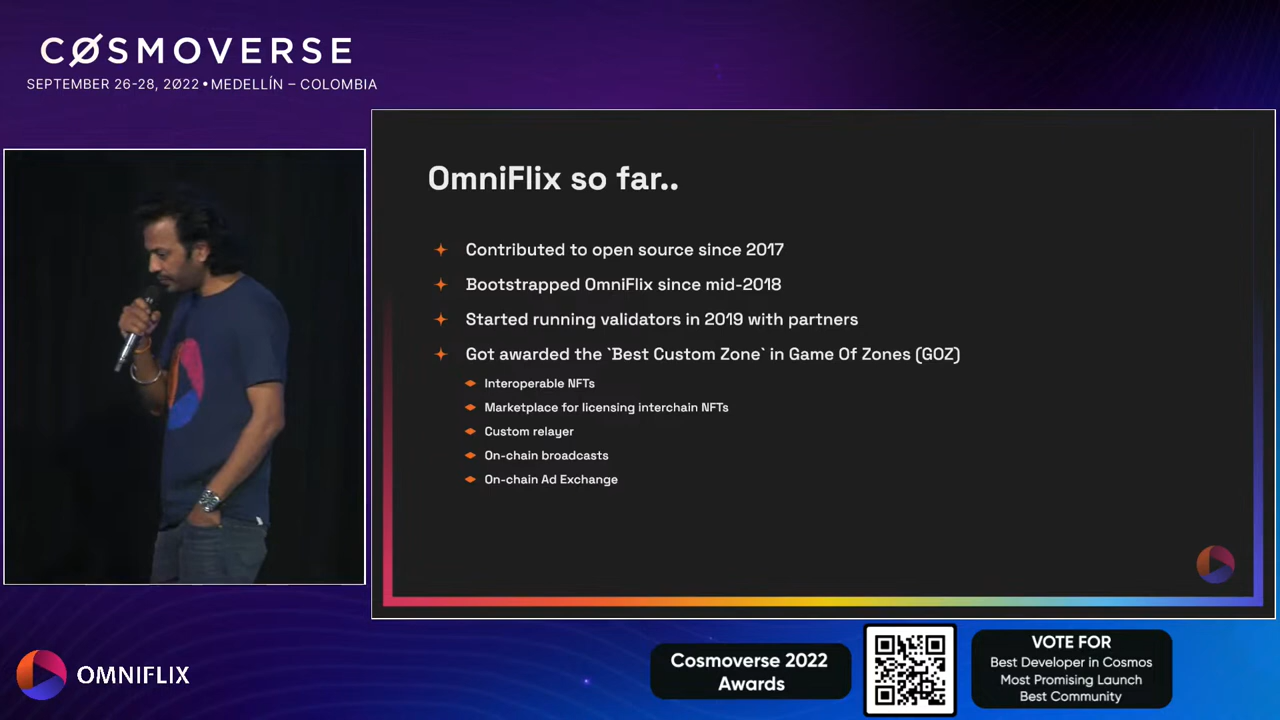 CØSMOVERSE
SEPTEMBER 26-28, 2Ø22 • MEDELLÍN – COLOMBIA
OmniFlix so far..
Contributed to open source since 2017
Bootstrapped OmniFlix since mid-2018
Started running validators in 2019 with partners
Got awarded the `Best Custom Zone` in Game Of Zones (GOZ)
Interoperable NFTs
Marketplace for licensing interchain NFTs
Custom relayer
On-chain broadcasts
On-chain Ad Exchange
OMNIFLIX
Cosmoverse 2022
Awards
VOTE FOR
Best Developer in Cosmos
Most Promising Launch
Best Community